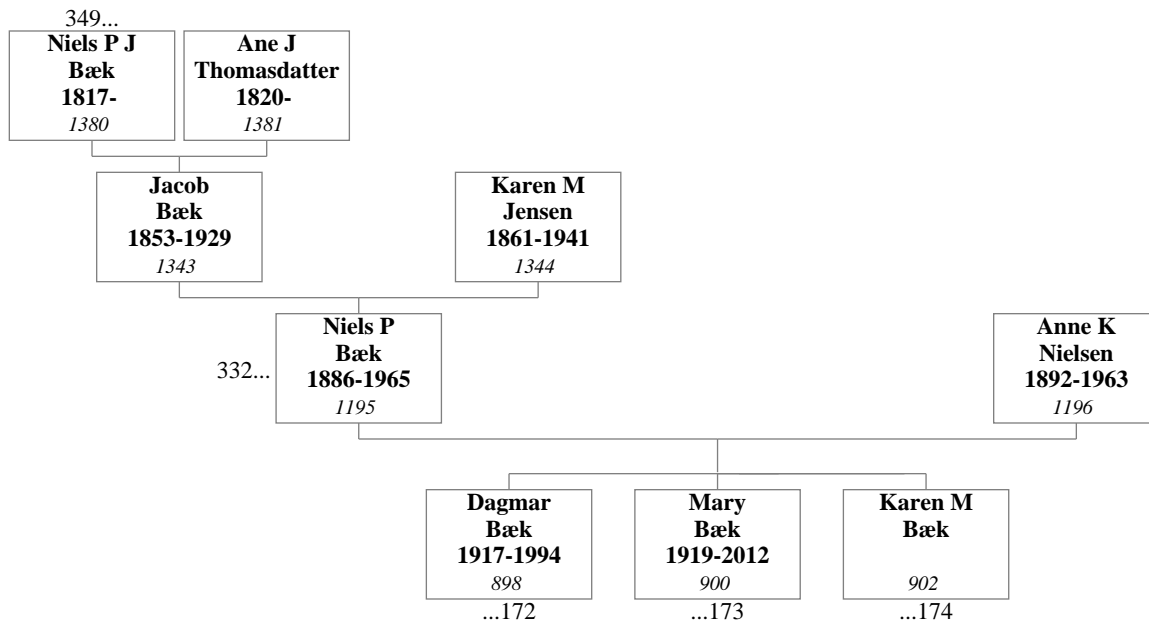 349...
Niels P J
Bæk
1817-
1380
Ane J
Thomasdatter
1820-
1381
Jacob
Bæk
1853-1929
1343
Karen M
Jensen
1861-1941
1344
332...
Niels P
Bæk
1886-1965
1195
Anne K
Nielsen
1892-1963
1196
Dagmar
Bæk
1917-1994
898
...172
Mary
Bæk
1919-2012
900
...173
Karen M
Bæk
902
...174